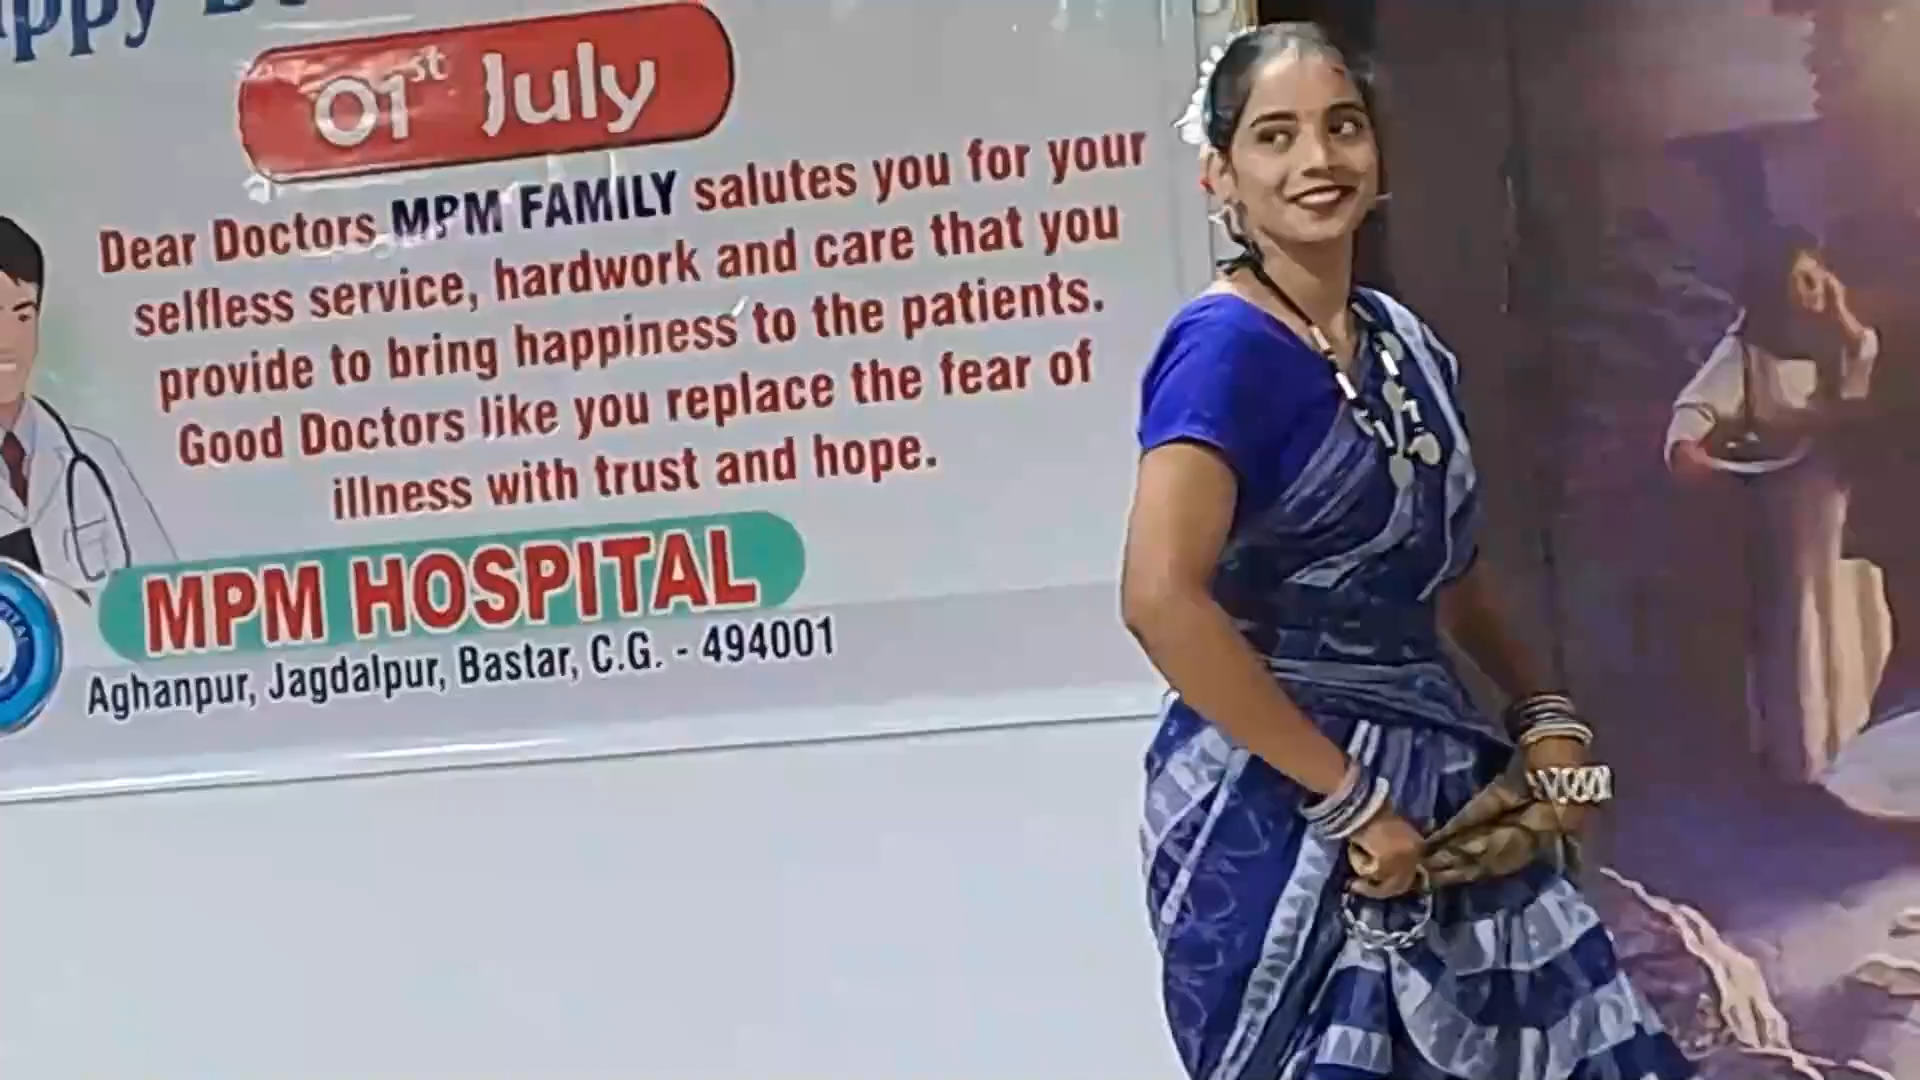 01st July
Dear Doctors MPM FAMILY salutes you for your
selfless service, hardwork and care that you
provide to bring happiness to the patients.
Good Doctors like you replace the fear of
illness with trust and hope.
MPM HOSPITAL
Aghanpur, Jagdalpur, Bastar, C.G. - 494001